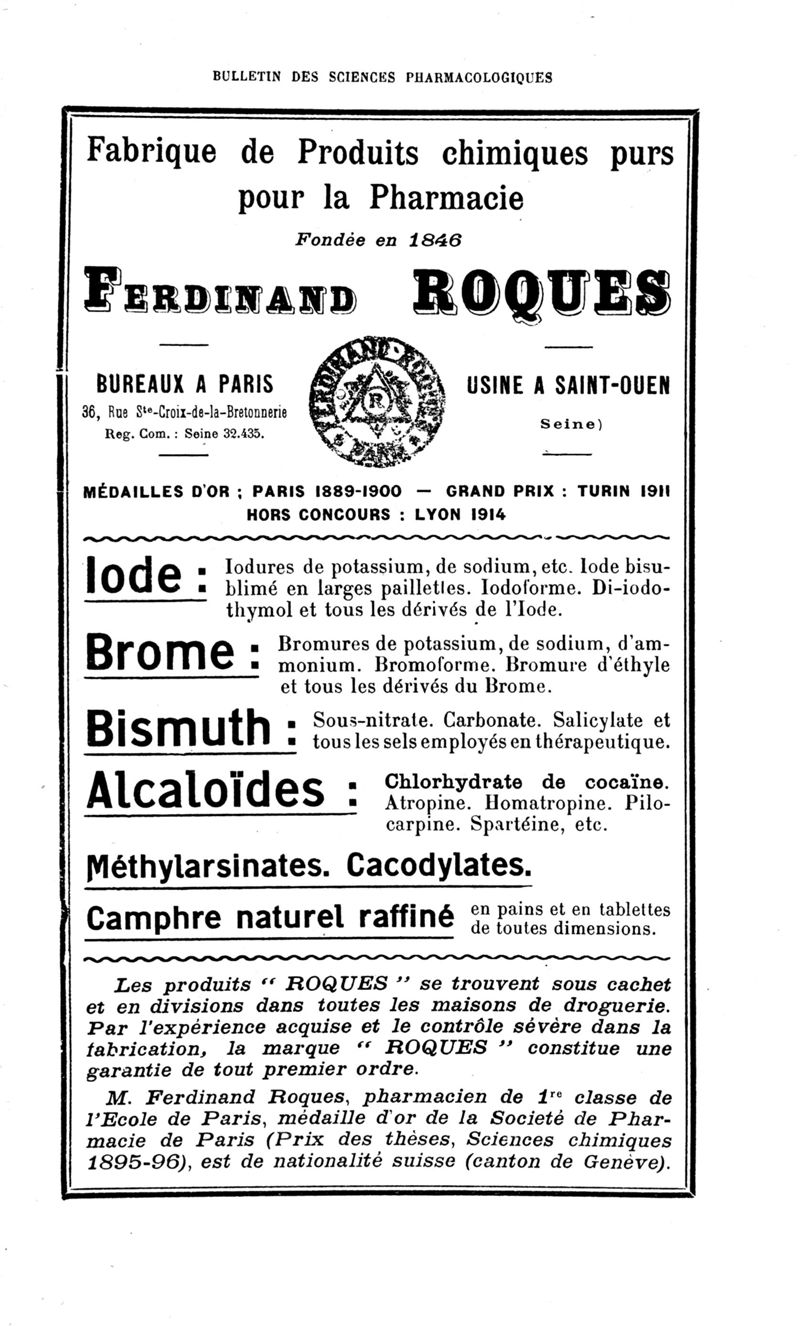 BULLETIN DES SCIENCES PHARMACOLOGIQUES
Fabrique de Produits chimiques purs
pour la Pharmacie
Fondée en 1846
FERDINAND ROQUES
BUREAUX A PARIS
36, Rue Ste-Croix-de-la-Bretonnerie
Reg. Com. : Seine 32.435.
FERDINAND·ROQUES
R
PARIS
USINE A SAINT-OUEN
Seine)
MÉDAILLES D'OR ; PARIS 1889-1900 — GRAND PRIX : TURIN 1911
HORS CONCOURS : LYON 1914
Iode : Iodures de potassium, de sodium, etc. Iode bisu-
blimé en larges paillettes. Iodoforme. Di-iodo-
thymol et tous les dérivés de l'Iode.
Brome : Bromures de potassium, de sodium, d'am-
monium. Bromoforme. Bromure d'éthyle
et tous les dérivés du Brome.
Bismuth : Sous-nitrate. Carbonate. Salicylate et
tous les sels employés en thérapeutique.
Alcaloïdes : Chlorhydrate de cocaïne.
Atropine. Homatropine. Pilo-
carpine. Spartéine, etc.
Méthylarsinates. Cacodylates.
Camphre naturel raffiné en pains et en tablettes
de toutes dimensions.
Les produits “ ROQUES ” se trouvent sous cachet
et en divisions dans toutes les maisons de droguerie.
Par l'expérience acquise et le contrôle sévère dans la
fabrication, la marque “ ROQUES ” constitue une
garantie de tout premier ordre.
M. Ferdinand Roques, pharmacien de 1re classe de
l'Ecole de Paris, médaille d'or de la Societé de Phar-
macie de Paris (Prix des thèses, Sciences chimiques
1895-96), est de nationalité suisse (canton de Genève).